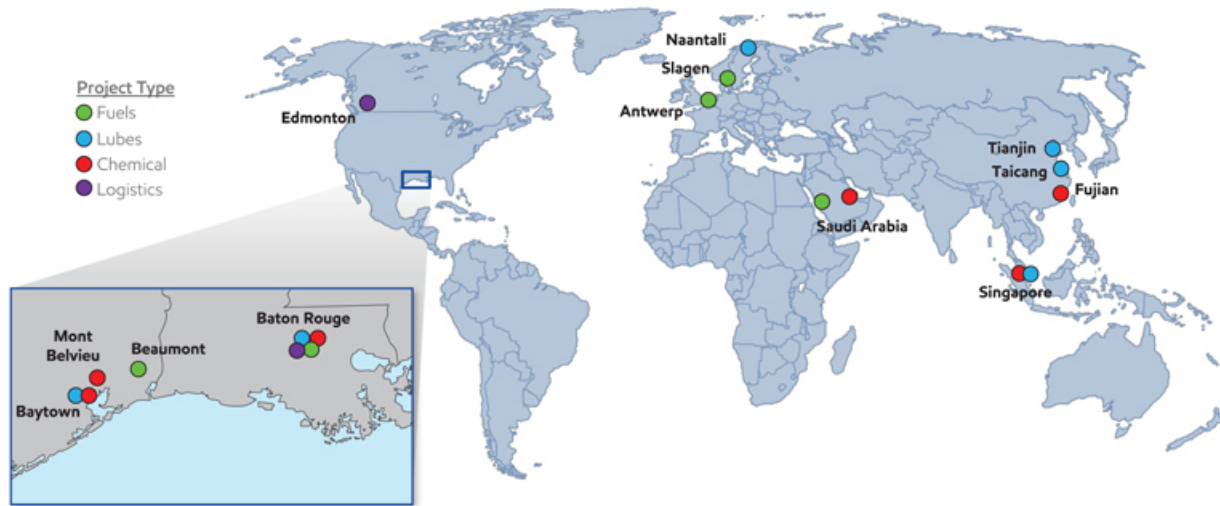 Project Type
Fuels
Lubes
Chemical
Logistics
Edmonton
Naantali
Slagen
Antwerp
Tianjin
Taicang
Fujian
Saudi Arabia
Singapore
Baton Rouge
Mont
Belvieu
Beaumont
Baytown